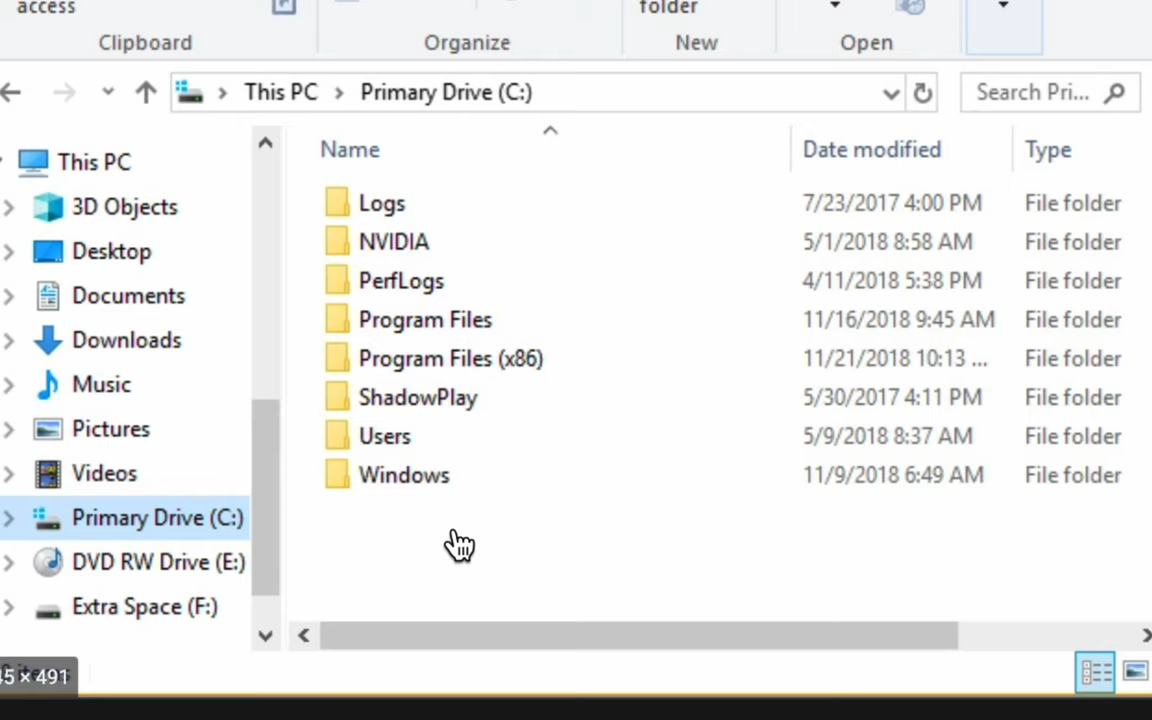 access
folder
Clipboard
Organize
New
Open
This PC
Primary Drive (C:)
Search Pri...
This PC
3D Objects
Desktop
Documents
Downloads
Music
Pictures
Videos
Primary Drive (C:)
DVD RW Drive (E:)
Extra Space (F:)
Name Date modified Type
Logs 7/23/2017 4:00 PM File folder
NVIDIA 5/1/2018 8:58 AM File folder
PerfLogs 4/11/2018 5:38 PM File folder
Program Files 11/16/2018 9:45 AM File folder
Program Files (x86) 11/21/2018 10:13 ... File folder
ShadowPlay 5/30/2017 4:11 PM File folder
Users 5/9/2018 8:37 AM File folder
Windows 11/9/2018 6:49 AM File folder
45 × 491